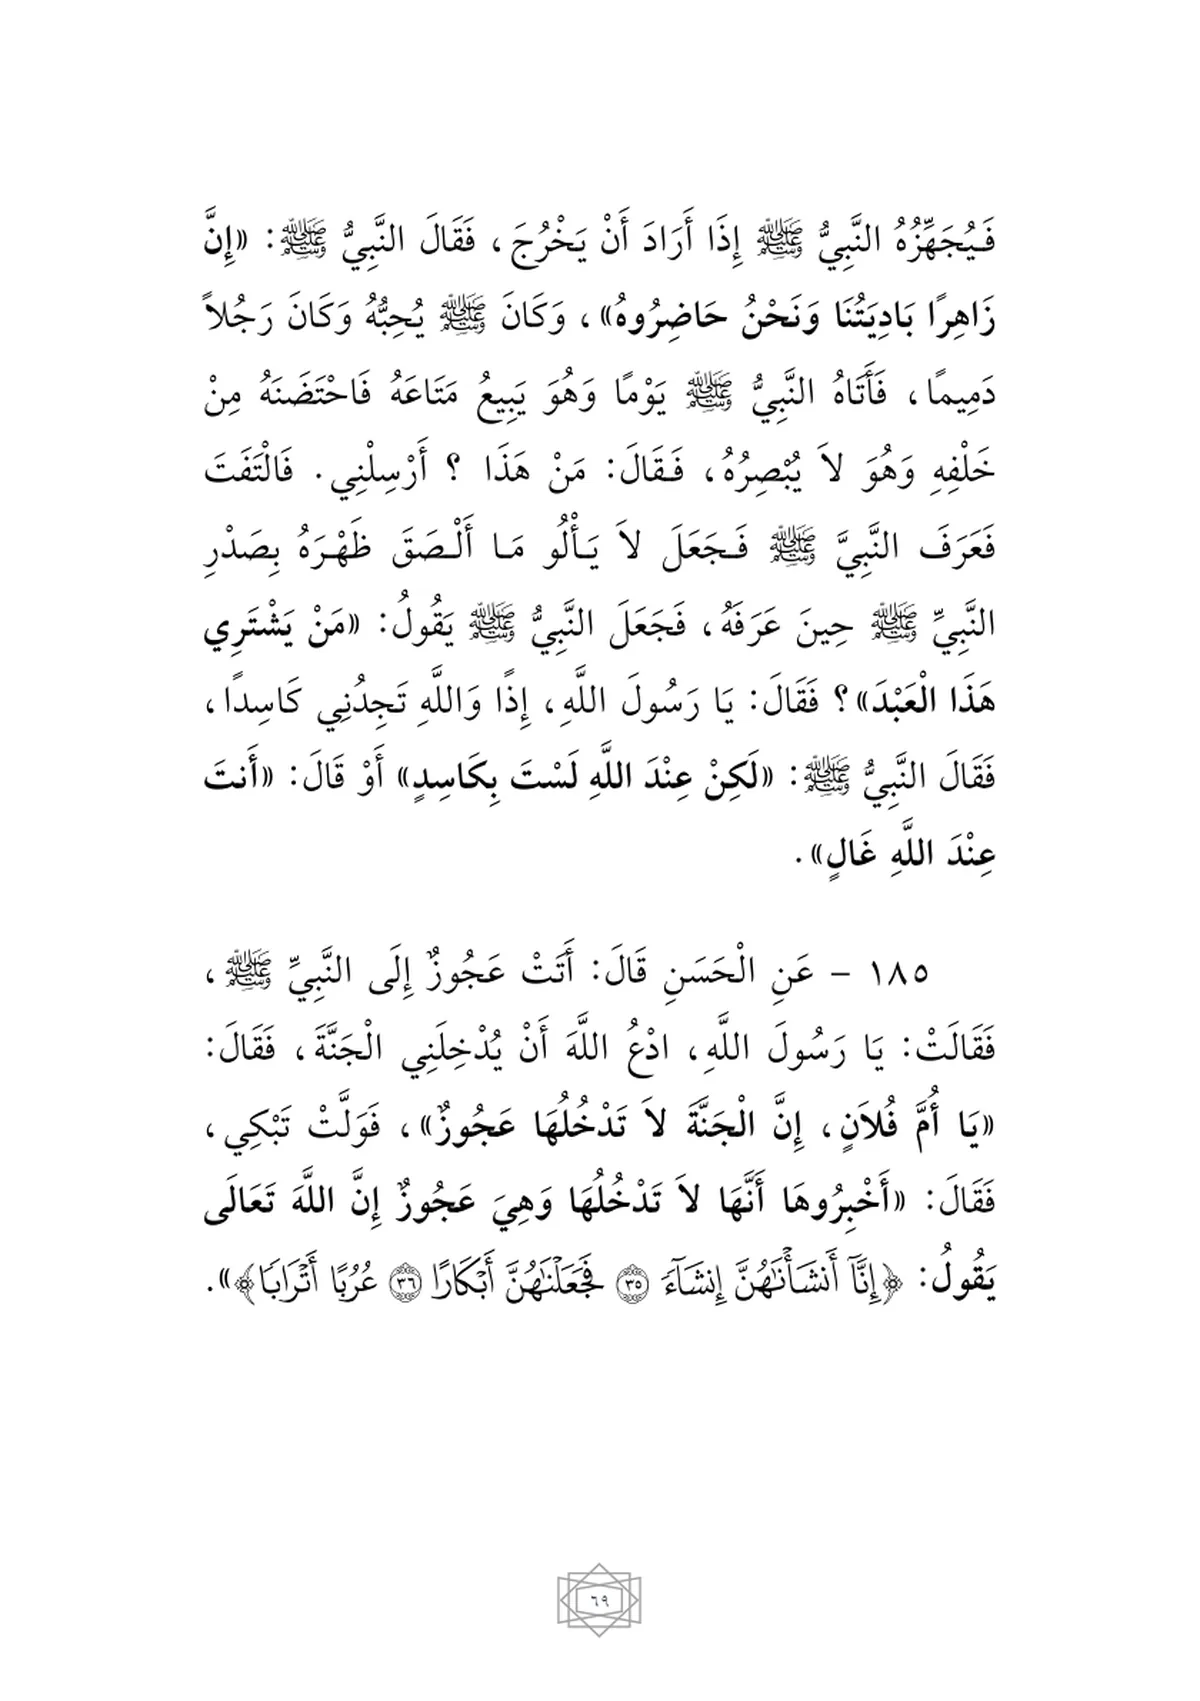 فَيُجَهِّزُهُ النَّبِيُّ ﷺ إِذَا أَرَادَ أَنْ يَخْرُجَ، فَقَالَ النَّبِيُّ ﷺ: «إِنَّ
زَاهِرًا بَادِيَتُنَا وَنَحْنُ حَاضِرُوهُ»، وَكَانَ ﷺ يُحِبُّهُ وَكَانَ رَجُلاً
دَمِيمًا، فَأَتَاهُ النَّبِيُّ ﷺ يَوْمًا وَهُوَ يَبِيعُ مَتَاعَهُ فَاحْتَضَنَهُ مِنْ
خَلْفِهِ وَهُوَ لاَ يُبْصِرُهُ، فَقَالَ: مَنْ هَذَا ؟ أَرْسِلْنِي. فَالْتَفَتَ
فَعَرَفَ النَّبِيَّ ﷺ فَجَعَلَ لاَ يَأْلُو مَا أَلْصَقَ ظَهْرَهُ بِصَدْرِ
النَّبِيِّ ﷺ حِينَ عَرَفَهُ، فَجَعَلَ النَّبِيُّ ﷺ يَقُولُ: «مَنْ يَشْتَرِي
هَذَا الْعَبْدَ»؟ فَقَالَ: يَا رَسُولَ اللَّهِ، إِذًا وَاللَّهِ تَجِدُنِي كَاسِدًا،
فَقَالَ النَّبِيُّ ﷺ: «لَكِنْ عِنْدَ اللَّهِ لَسْتَ بِكَاسِدٍ» أَوْ قَالَ: «أَنتَ
عِنْدَ اللَّهِ غَالٍ».
١٨٥ – عَنِ الْحَسَنِ قَالَ: أَتَتْ عَجُوزٌ إِلَى النَّبِيِّ ﷺ،
فَقَالَتْ: يَا رَسُولَ اللَّهِ، ادْعُ اللَّهَ أَنْ يُدْخِلَنِي الْجَنَّةَ، فَقَالَ:
«يَا أُمَّ فُلاَنٍ، إِنَّ الْجَنَّةَ لاَ تَدْخُلُهَا عَجُوزٌ»، فَوَلَّتْ تَبْكِي،
فَقَالَ: «أَخْبِرُوهَا أَنَّهَا لاَ تَدْخُلُهَا وَهِيَ عَجُوزٌ إِنَّ اللَّهَ تَعَالَى
يَقُولُ: ﴿إِنَّآ أَنشَأْنَٰهُنَّ إِنشَآءً ۝٣٥ فَجَعَلْنَٰهُنَّ أَبْكَارًا ۝٣٦ عُرُبًا أَتْرَابًا﴾».
٦٩